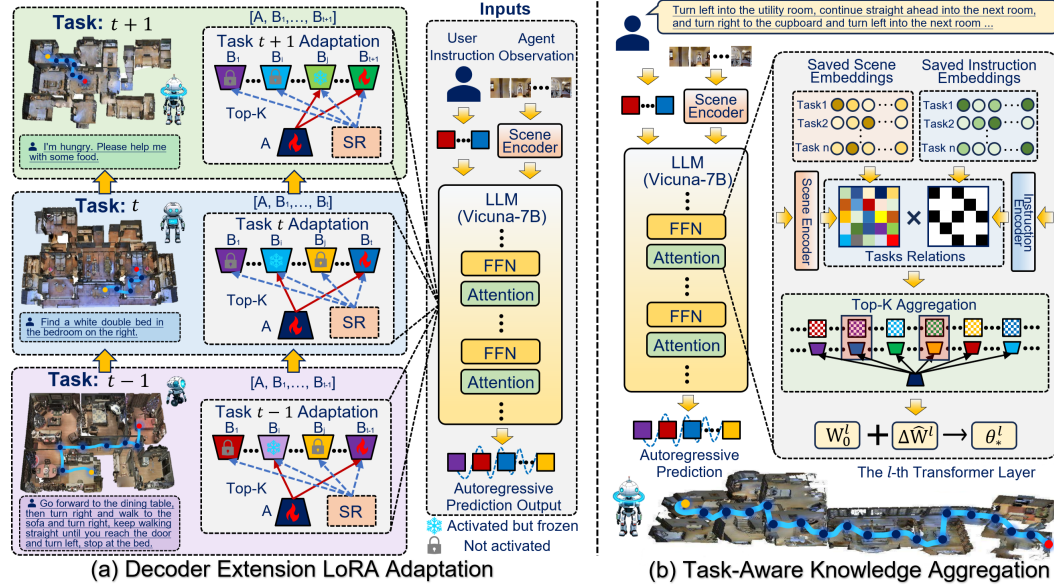 Task: t + 1
I'm hungry. Please help me
with some food.
[A, B1,…, Bt+1]
Task t + 1 Adaptation
B1 Bi Bj Bt+1
Top-K
A
SR
Task: t
Find a white double bed in
the bedroom on the right.
[A, B1,…, Bt]
Task t Adaptation
B1 Bi Bj Bt
Top-K
A
SR
Task: t − 1
Go forward to the dining table,
then turn right and walk to the
sofa and turn right, keep walking
straight until you reach the door
and turn left, stop at the bed.
[A, B1,…, Bt-1]
Task t − 1 Adaptation
B1 Bi Bj Bt-1
Top-K
A
SR
Inputs
User
Instruction
Agent
Observation
Scene
Encoder
LLM
(Vicuna-7B)
FFN
Attention
FFN
Attention
Autoregressive
Prediction Output
Activated but frozen
Not activated
(a) Decoder Extension LoRA Adaptation
Turn left into the utility room, continue straight ahead into the next room,
and turn right to the cupboard and turn left into the next room ...
Scene
Encoder
LLM
(Vicuna-7B)
FFN
Attention
FFN
Attention
Autoregressive
Prediction
Saved Scene
Embeddings
Task1
Task2
Task n
Saved Instruction
Embeddings
Task1
Task2
Task n
Scene Encoder
×
Instruction
Encoder
Tasks Relations
Top-K Aggregation
W₀ˡ + ΔŴˡ → θ*ˡ
The l-th Transformer Layer
(b) Task-Aware Knowledge Aggregation